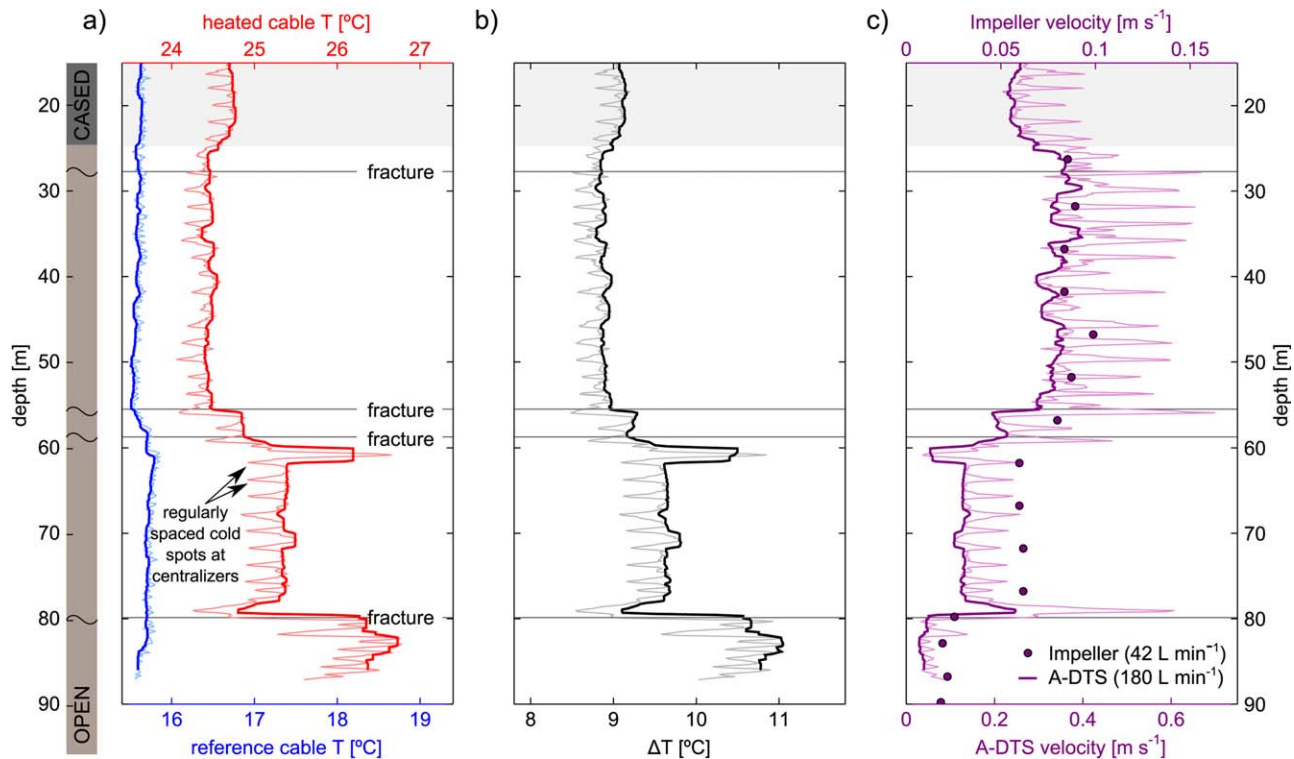 a)
heated cable T [ºC]
24 25 26 27
b)
c)
Impeller velocity [m s⁻¹]
0 0.05 0.1 0.15
CASED
OPEN
depth [m]
20
30
40
50
60
70
80
90
fracture
fracture
fracture
fracture
regularly
spaced cold
spots at
centralizers
16 17 18 19
reference cable T [ºC]
8 9 10 11
ΔT [ºC]
Impeller (42 L min⁻¹)
A-DTS (180 L min⁻¹)
20
30
40
50
60
70
80
90
depth [m]
0 0.2 0.4 0.6
A-DTS velocity [m s⁻¹]